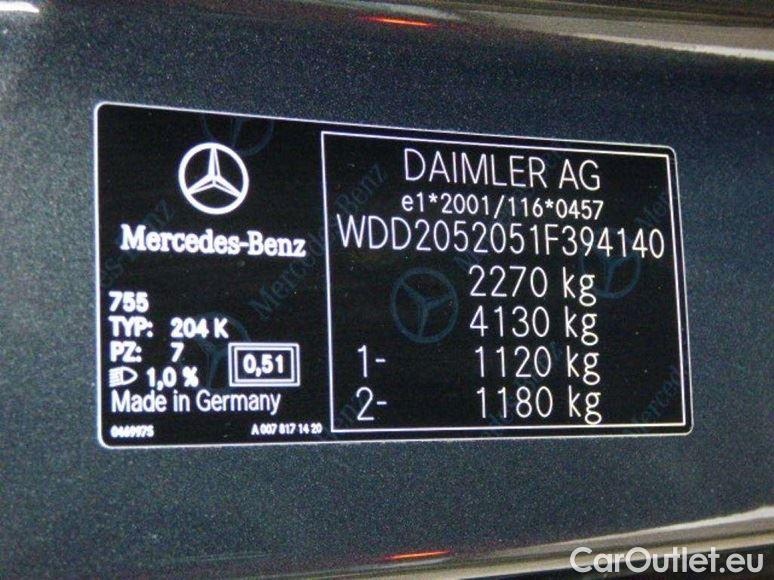 Mercedes-Benz
755
TYP: 204 K
PZ: 7
1,0 %
0,51
Made in Germany
0469975
A 007 817 14 20
DAIMLER AG
e1*2001/116*0457
WDD2052051F394140
2270 kg
4130 kg
1- 1120 kg
2- 1180 kg
CarOutlet.eu